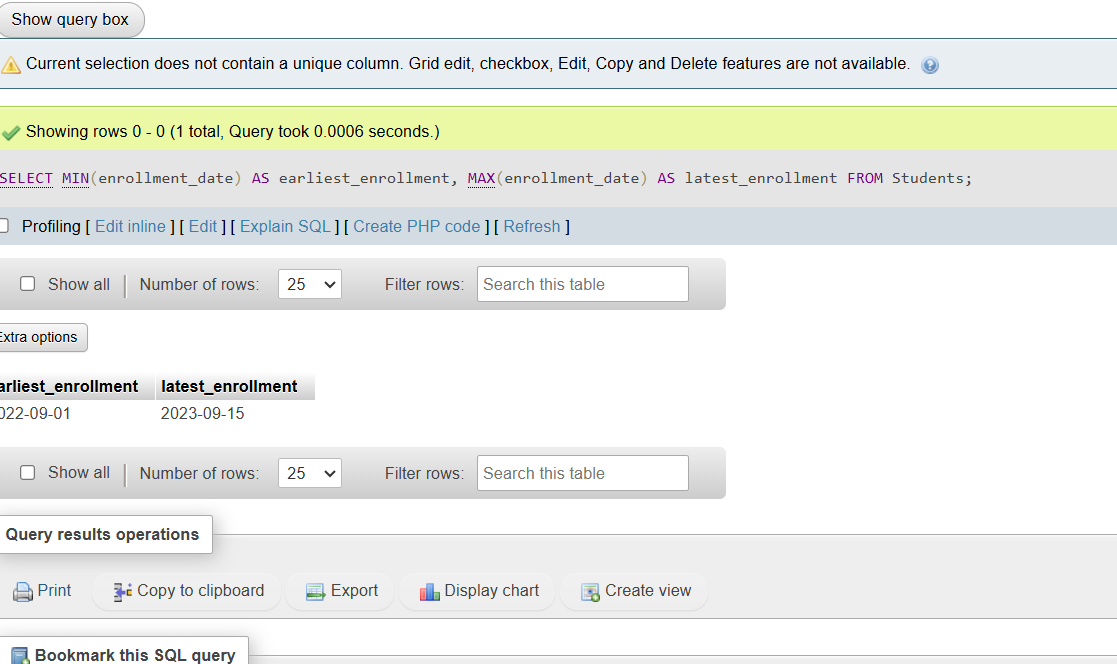 Show query box
Current selection does not contain a unique column. Grid edit, checkbox, Edit, Copy and Delete features are not available.
Showing rows 0 - 0 (1 total, Query took 0.0006 seconds.)
SELECT MIN(enrollment_date) AS earliest_enrollment, MAX(enrollment_date) AS latest_enrollment FROM Students;
Profiling [ Edit inline ] [ Edit ] [ Explain SQL ] [ Create PHP code ] [ Refresh ]
Show all Number of rows: 25 Filter rows: Search this table
Extra options
arliest_enrollment latest_enrollment
022-09-01 2023-09-15
Show all Number of rows: 25 Filter rows: Search this table
Query results operations
Print Copy to clipboard Export Display chart Create view
Bookmark this SQL query